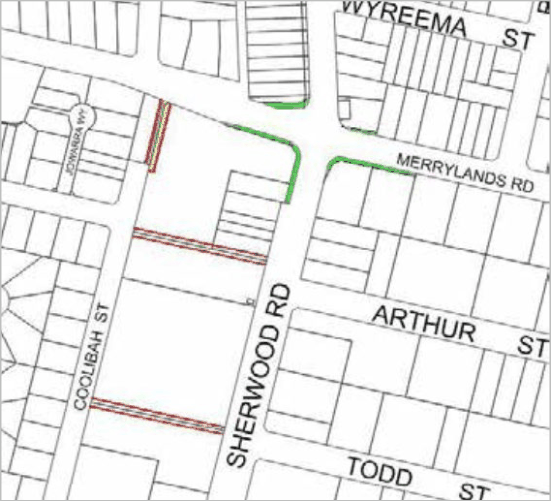 WYREEMA ST
JOWARRA WY
MERRYLANDS RD
ARTHUR ST
COOLIBAH ST
SHERWOOD RD
TODD ST